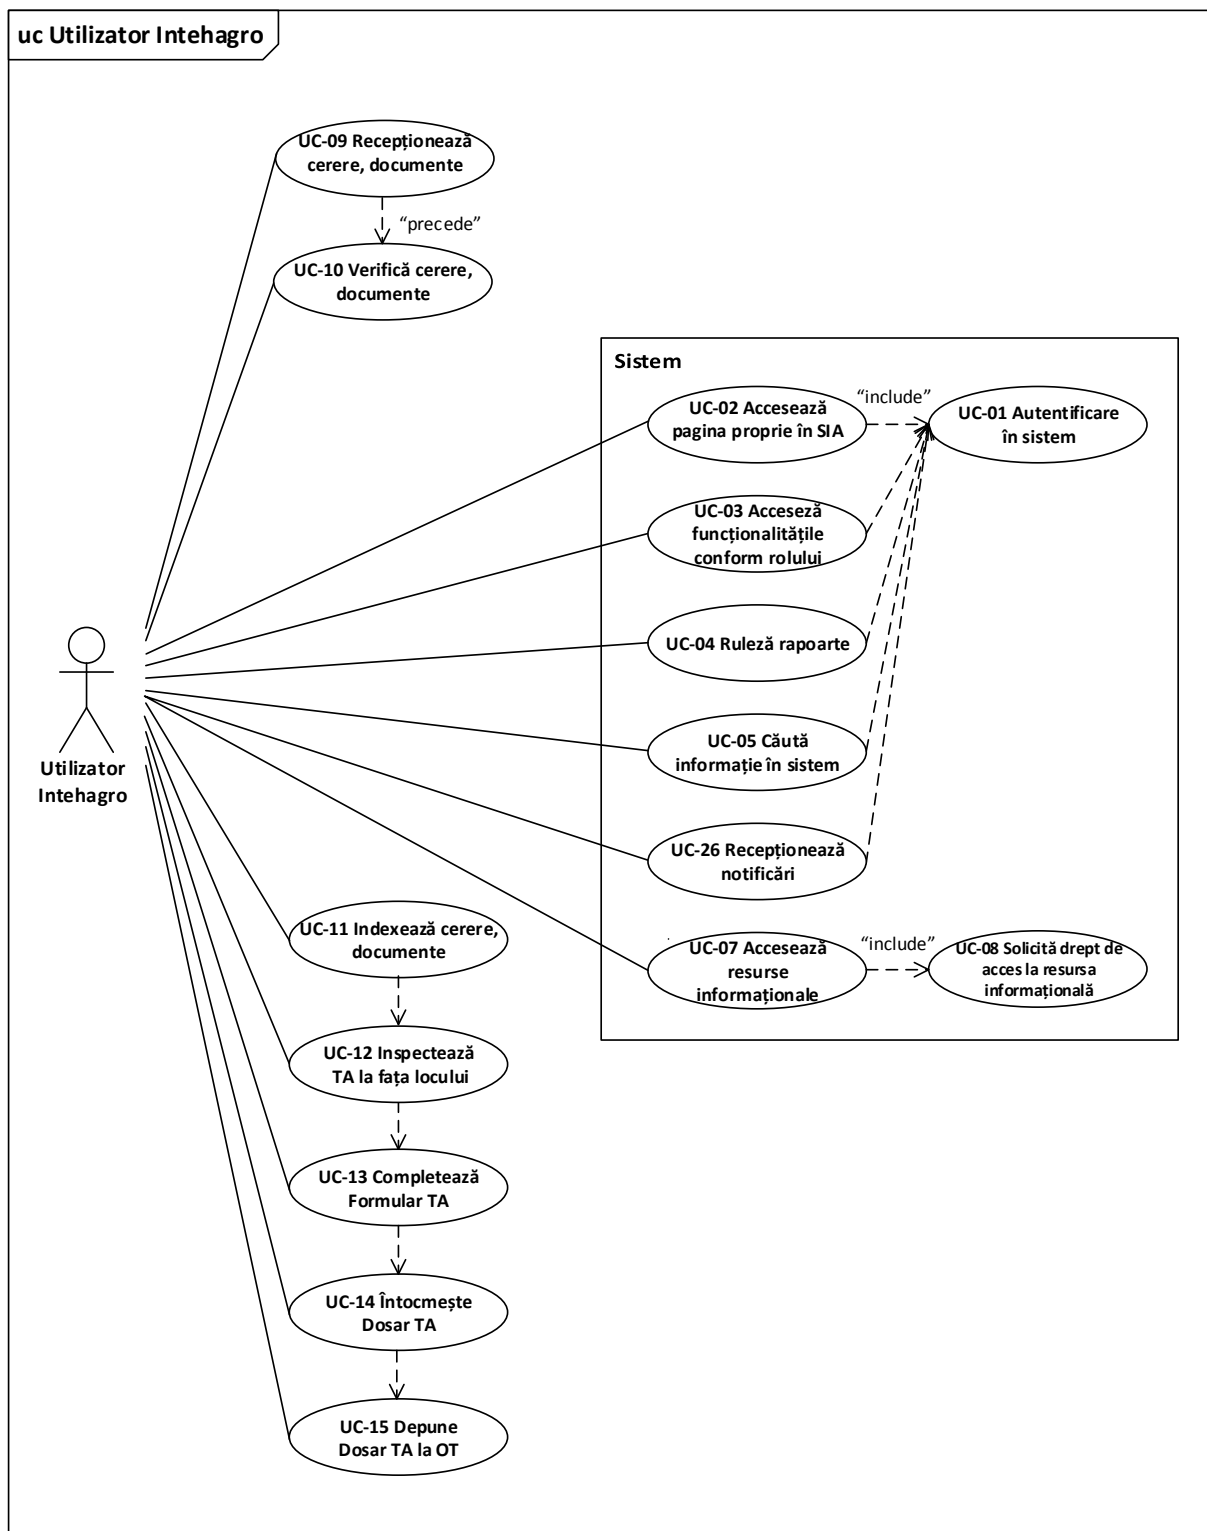 uc Utilizator Intehagro
UC-09 Recepționează
cerere, documente
“precede”
UC-10 Verifică cerere,
documente
Sistem
UC-02 Accesează
pagina proprie în SIA
“include”
UC-01 Autentificare
în sistem
UC-03 Acceseză
funcționalitățile
conform rolului
UC-04 Ruleză rapoarte
UC-05 Căută
informație în sistem
UC-26 Recepționează
notificări
UC-07 Accesează
resurse
informaționale
“include”
UC-08 Solicită drept de
acces la resursa
informațională
Utilizator
Intehagro
UC-11 Indexează cerere,
documente
UC-12 Inspectează
TA la fața locului
UC-13 Completează
Formular TA
UC-14 Întocmește
Dosar TA
UC-15 Depune
Dosar TA la OT